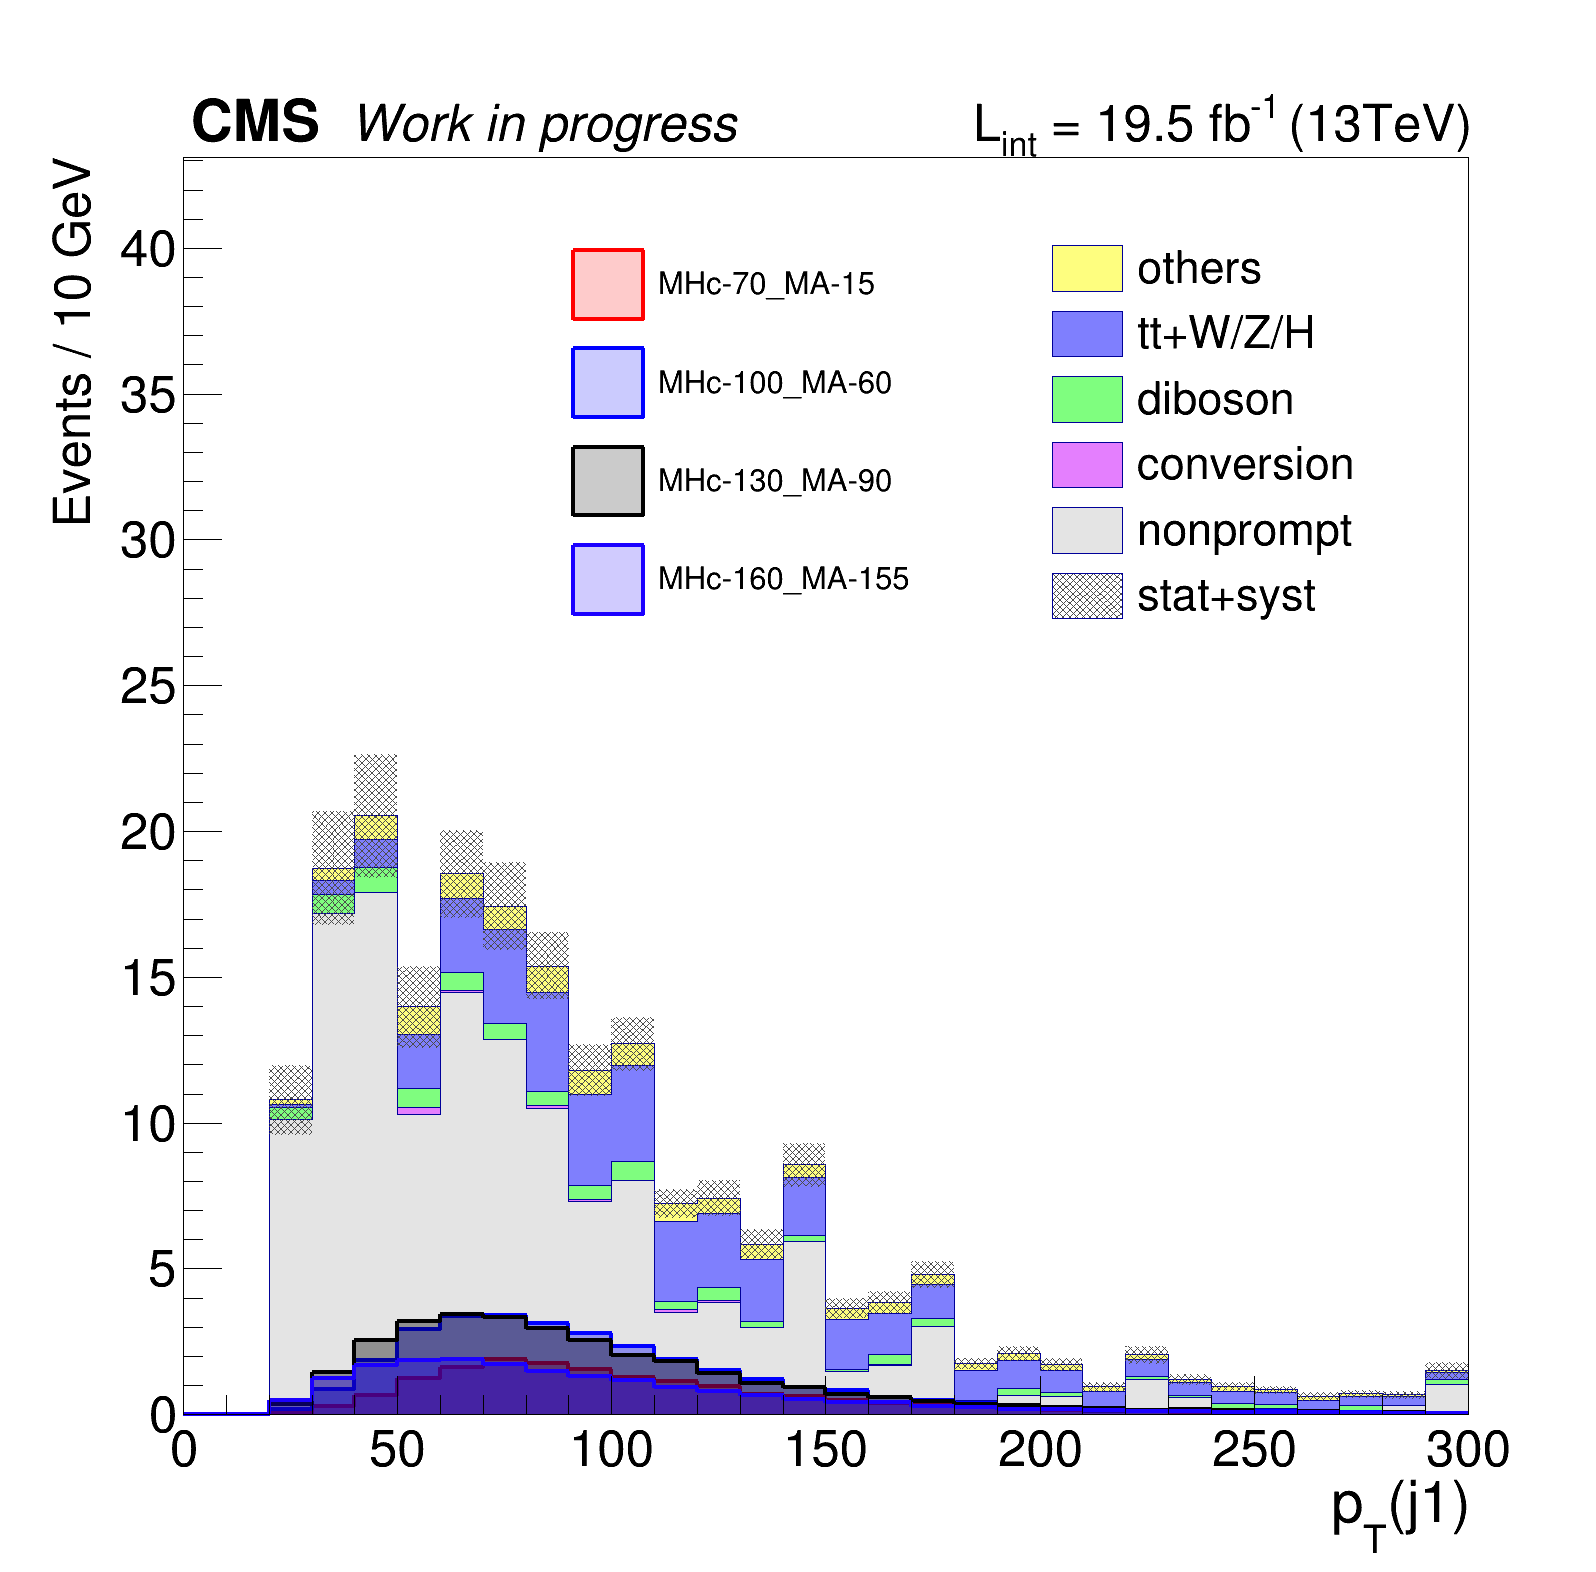 CMS Work in progress L_int = 19.5 fb^-1 (13TeV)
Events / 10 GeV
40
35
30
25
20
15
10
5
0
MHc-70_MA-15
MHc-100_MA-60
MHc-130_MA-90
MHc-160_MA-155
others
tt+W/Z/H
diboson
conversion
nonprompt
stat+syst
0 50 100 150 200 250 300
p_T(j1)